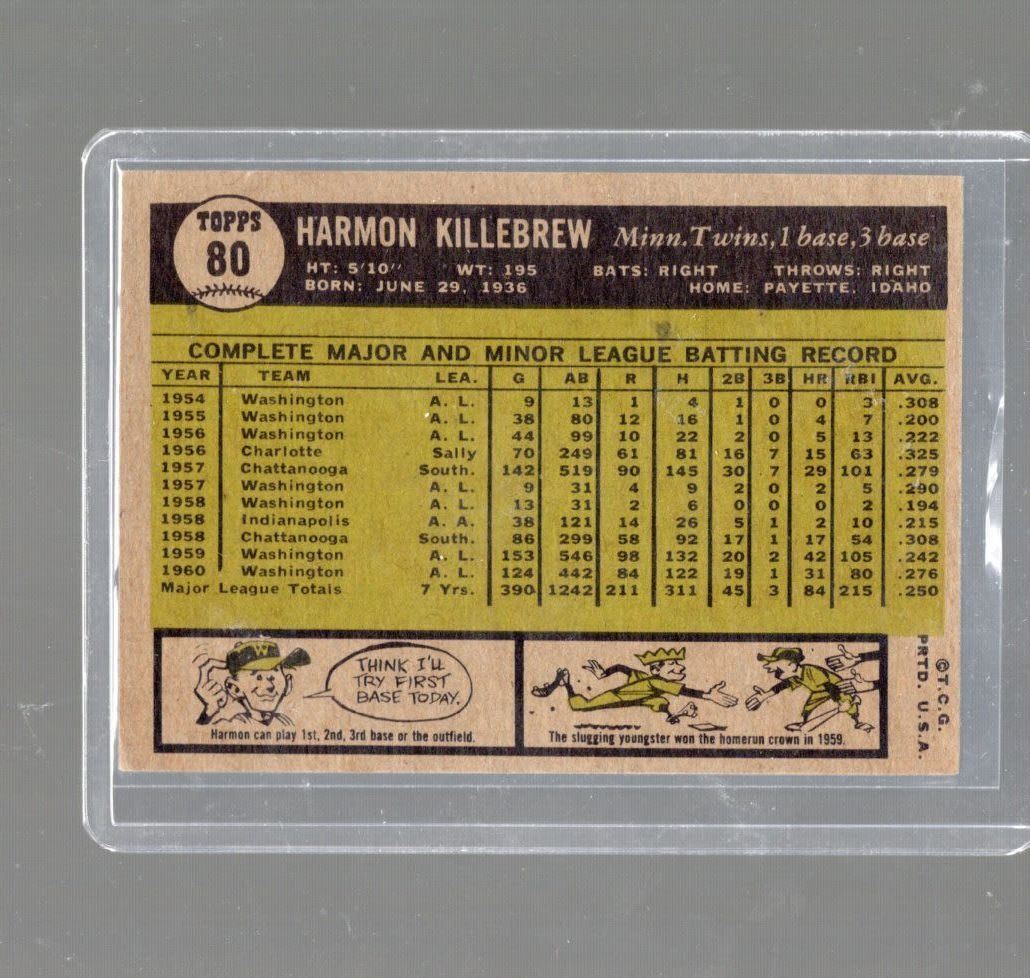 TOPPS
80
HARMON KILLEBREW Minn. Twins, 1 base, 3 base
HT: 5'10" WT: 195 BATS: RIGHT THROWS: RIGHT
BORN: JUNE 29, 1936 HOME: PAYETTE, IDAHO
COMPLETE MAJOR AND MINOR LEAGUE BATTING RECORD
YEAR TEAM LEA. G AB R H 2B 3B HR RBI AVG.
1954 Washington A. L. 9 13 1 4 1 0 0 3 .308
1955 Washington A. L. 38 80 12 16 1 0 4 7 .200
1956 Washington A. L. 44 99 10 22 2 0 5 13 .222
1956 Charlotte Sally 70 249 61 81 16 7 15 63 .325
1957 Chattanooga South. 142 519 90 145 30 7 29 101 .279
1957 Washington A. L. 9 31 4 9 2 0 2 5 .290
1958 Washington A. L. 13 31 2 6 0 0 0 2 .194
1958 Indianapolis A. A. 38 121 14 26 5 1 2 10 .215
1958 Chattanooga South. 86 299 58 92 17 1 17 54 .308
1959 Washington A. L. 153 546 98 132 20 2 42 105 .242
1960 Washington A. L. 124 442 84 122 19 1 31 80 .276
Major League Totals 7 Yrs. 390 1242 211 311 45 3 84 215 .250
W
THINK I'LL
TRY FIRST
BASE TODAY.
Harmon can play 1st, 2nd, 3rd base or the outfield.
The slugging youngster won the homerun crown in 1959.
©T.C.G.
PRTD. U.S.A.